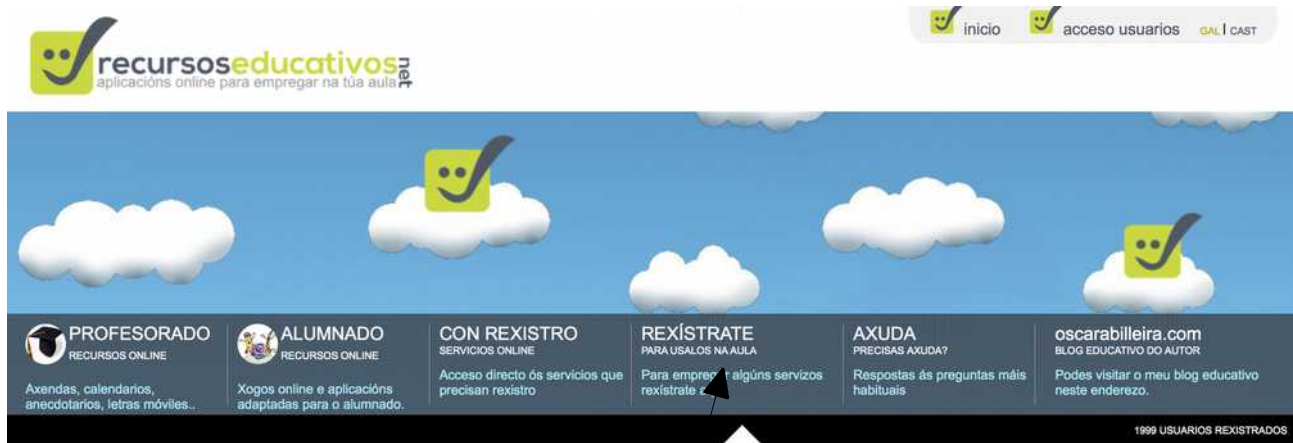 inicio acceso usuarios GAL I CAST
recursoseducativos net
aplicacións online para empregar na túa aula
PROFESORADO
RECURSOS ONLINE
Axendas, calendarios,
anecdotarios, letras móviles..
ALUMNADO
RECURSOS ONLINE
Xogos online e aplicacións
adaptadas para o alumnado.
CON REXISTRO
SERVICIOS ONLINE
Acceso directo ós servicios que
precisan rexistro
REXÍSTRATE
PARA USALOS NA AULA
Para empregar algúns servizos
rexístrate
AXUDA
PRECISAS AXUDA?
Respostas ás preguntas máis
habituais
oscarabilleira.com
BLOG EDUCATIVO DO AUTOR
Podes visitar o meu blog educativo
neste enderezo.
1999 USUARIOS REXISTRADOS